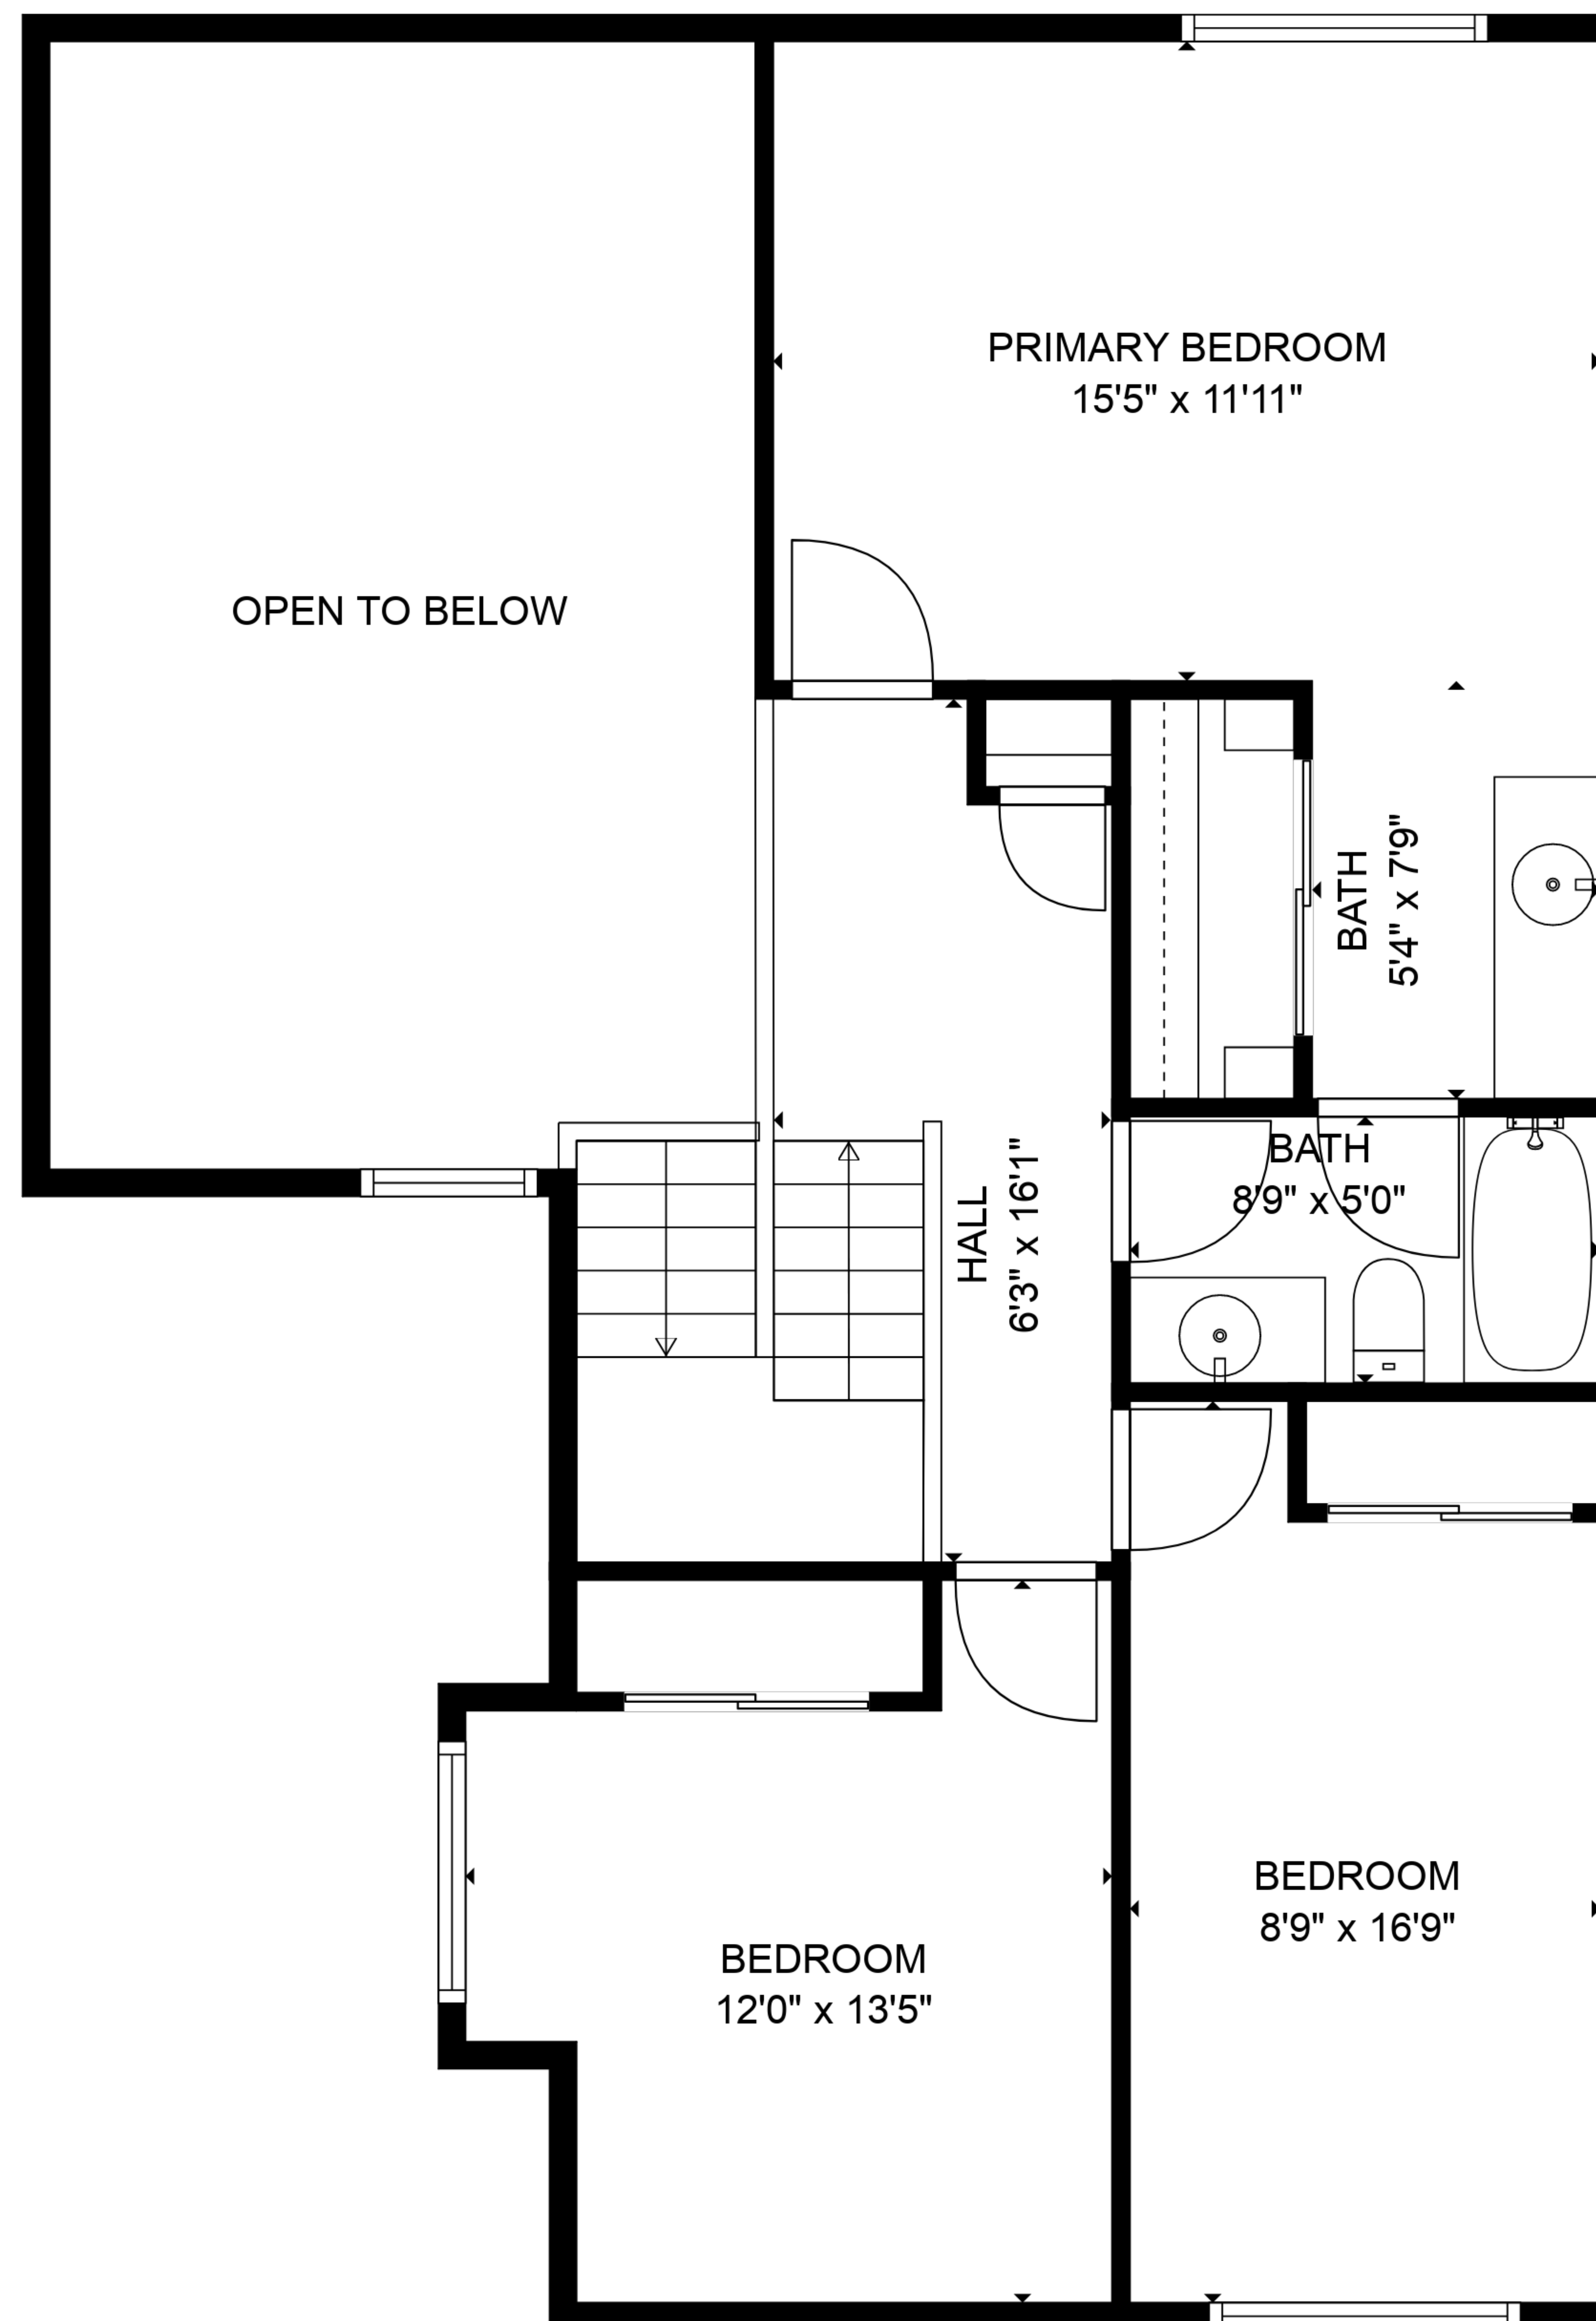 PRIMARY BEDROOM
15'5" x 11'11"
OPEN TO BELOW
BATH
5'4" x 7'9"
BATH
8'9" x 5'0"
HALL
6'3" x 16'1"
BEDROOM
8'9" x 16'9"
BEDROOM
12'0" x 13'5"